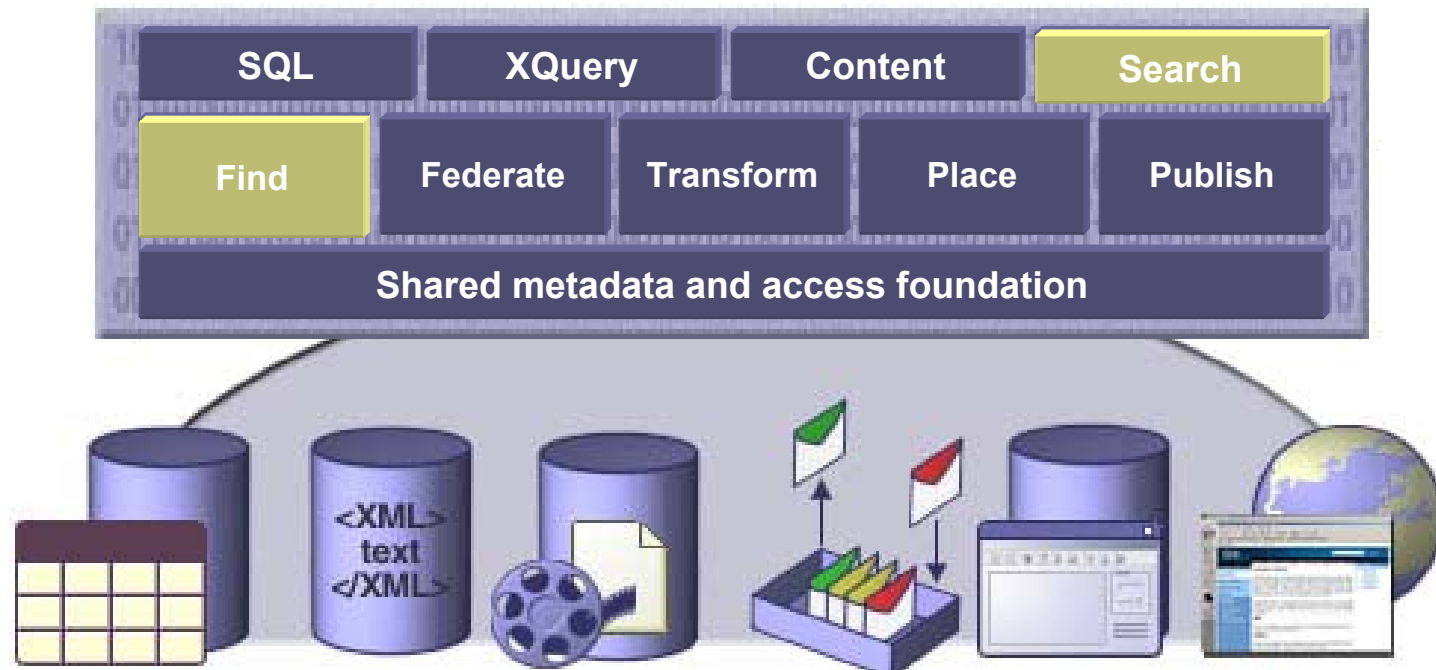 SQL XQuery Content Search
Find Federate Transform Place Publish
Shared metadata and access foundation
<XML>
text
</XML>